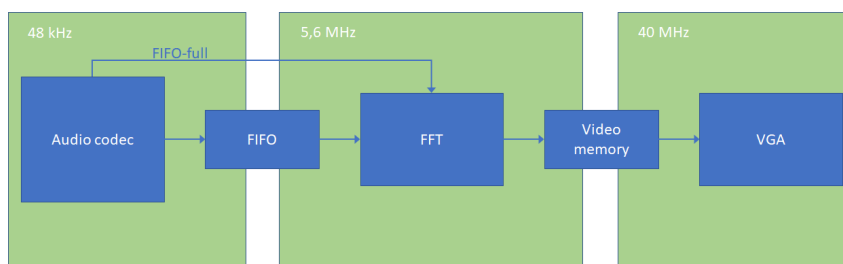 48 kHz
5,6 MHz
40 MHz
FIFO-full
Audio codec
FIFO
FFT
Video
memory
VGA